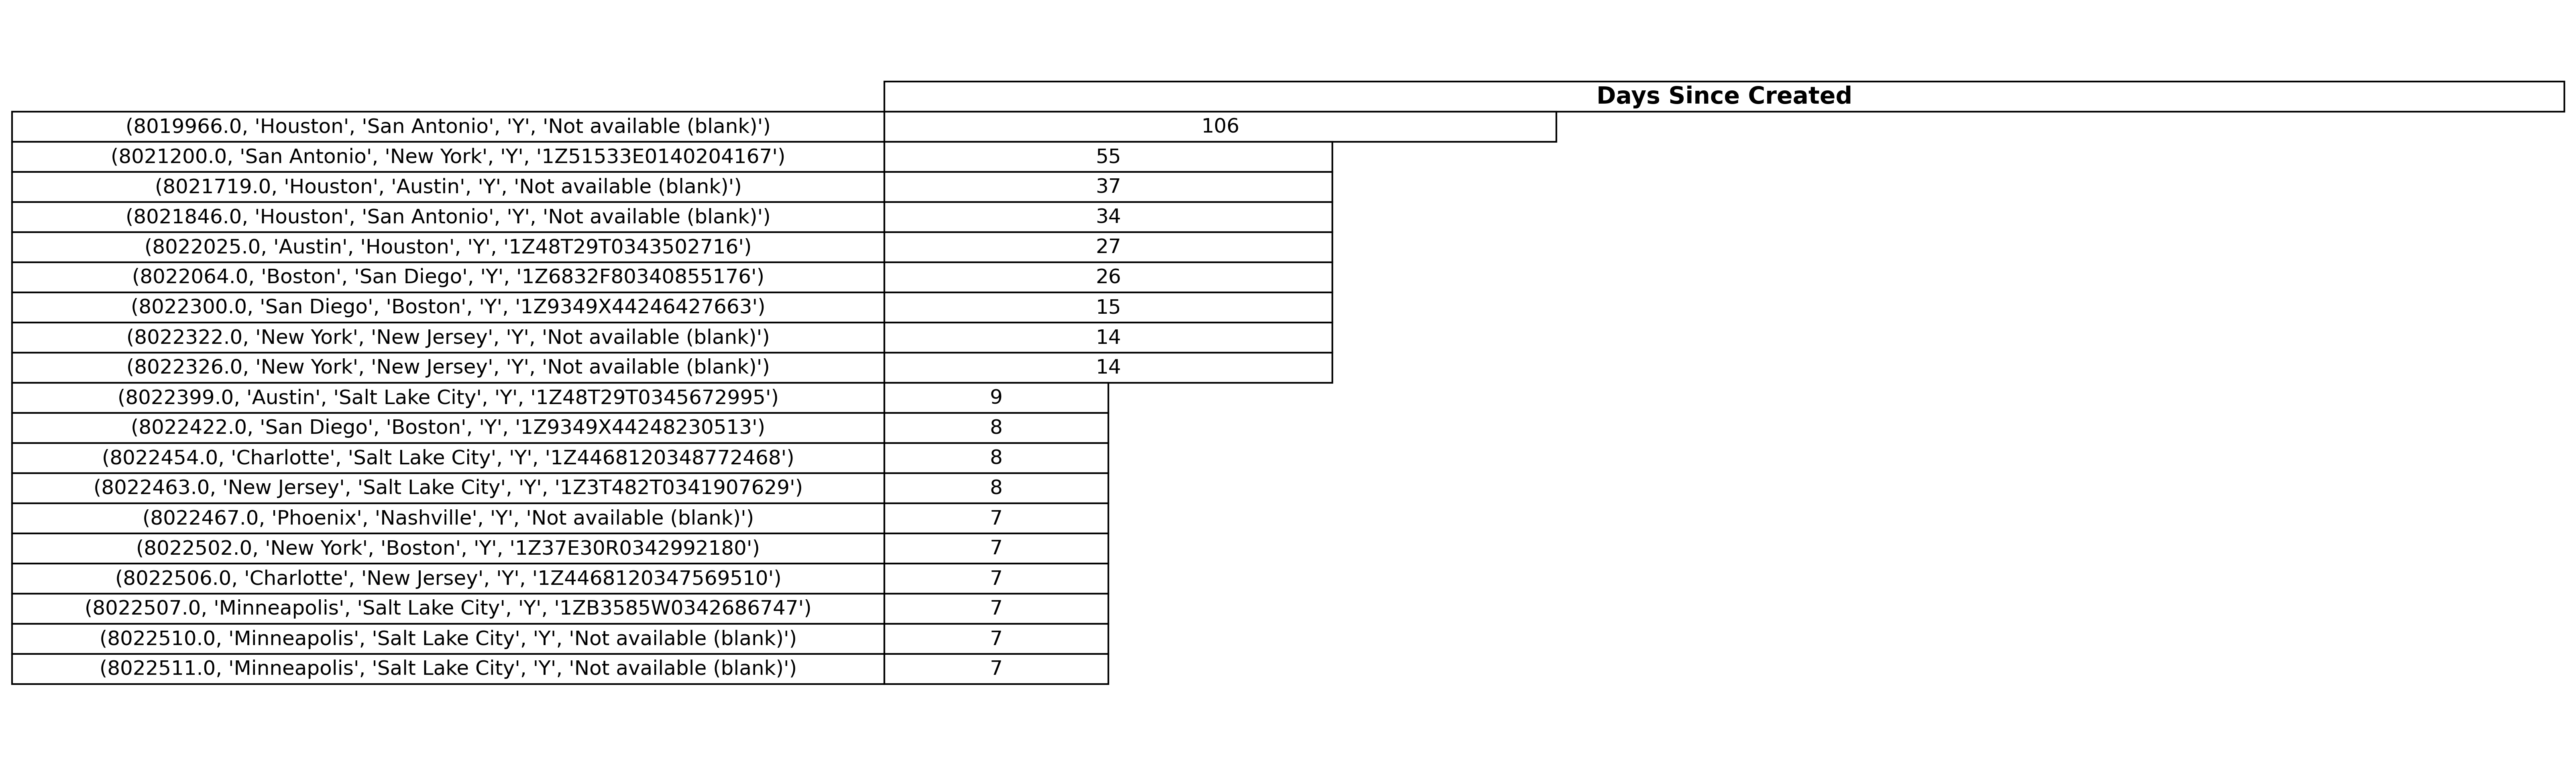 Days Since Created
(8019966.0, 'Houston', 'San Antonio', 'Y', 'Not available (blank)') 106
(8021200.0, 'San Antonio', 'New York', 'Y', '1Z51533E0140204167') 55
(8021719.0, 'Houston', 'Austin', 'Y', 'Not available (blank)') 37
(8021846.0, 'Houston', 'San Antonio', 'Y', 'Not available (blank)') 34
(8022025.0, 'Austin', 'Houston', 'Y', '1Z48T29T0343502716') 27
(8022064.0, 'Boston', 'San Diego', 'Y', '1Z6832F80340855176') 26
(8022300.0, 'San Diego', 'Boston', 'Y', '1Z9349X44246427663') 15
(8022322.0, 'New York', 'New Jersey', 'Y', 'Not available (blank)') 14
(8022326.0, 'New York', 'New Jersey', 'Y', 'Not available (blank)') 14
(8022399.0, 'Austin', 'Salt Lake City', 'Y', '1Z48T29T0345672995') 9
(8022422.0, 'San Diego', 'Boston', 'Y', '1Z9349X44248230513') 8
(8022454.0, 'Charlotte', 'Salt Lake City', 'Y', '1Z4468120348772468') 8
(8022463.0, 'New Jersey', 'Salt Lake City', 'Y', '1Z3T482T0341907629') 8
(8022467.0, 'Phoenix', 'Nashville', 'Y', 'Not available (blank)') 7
(8022502.0, 'New York', 'Boston', 'Y', '1Z37E30R0342992180') 7
(8022506.0, 'Charlotte', 'New Jersey', 'Y', '1Z4468120347569510') 7
(8022507.0, 'Minneapolis', 'Salt Lake City', 'Y', '1ZB3585W0342686747') 7
(8022510.0, 'Minneapolis', 'Salt Lake City', 'Y', 'Not available (blank)') 7
(8022511.0, 'Minneapolis', 'Salt Lake City', 'Y', 'Not available (blank)') 7